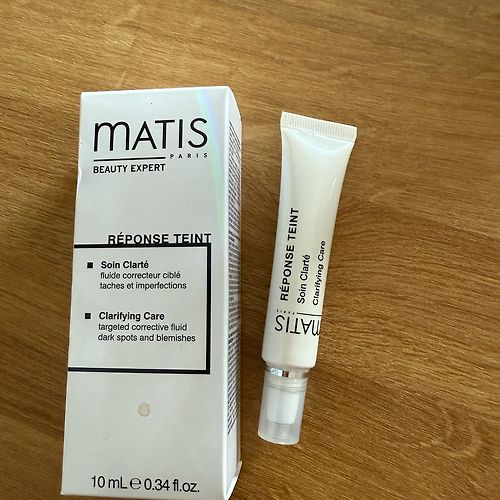 MATIS
PARIS
BEAUTY EXPERT
RÉPONSE TEINT
Soin Clarté
fluide correcteur ciblé
taches et imperfections
Clarifying Care
targeted corrective fluid
dark spots and blemishes
10 mL e 0.34 fl.oz.
RÉPONSE TEINT
Soin Clarté
Clarifying Care
MATIS
PARIS